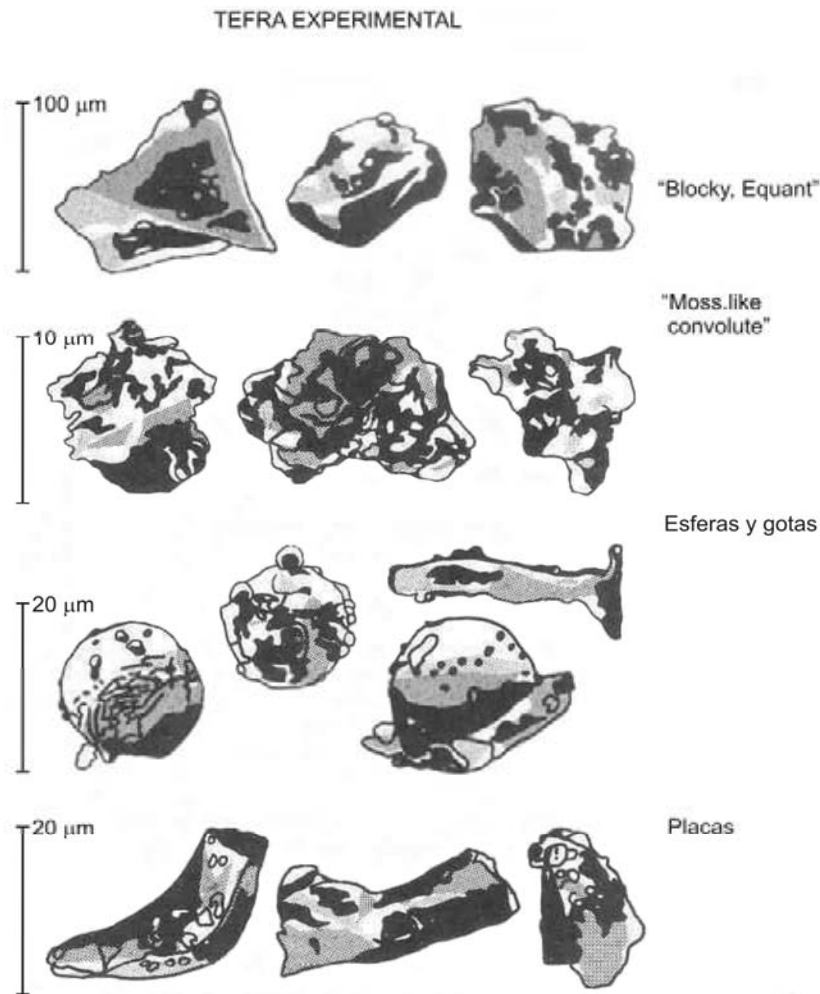 TEFRA EXPERIMENTAL
100 µm
"Blocky, Equant"
"Moss.like
convolute"
10 µm
Esferas y gotas
20 µm
20 µm
Placas